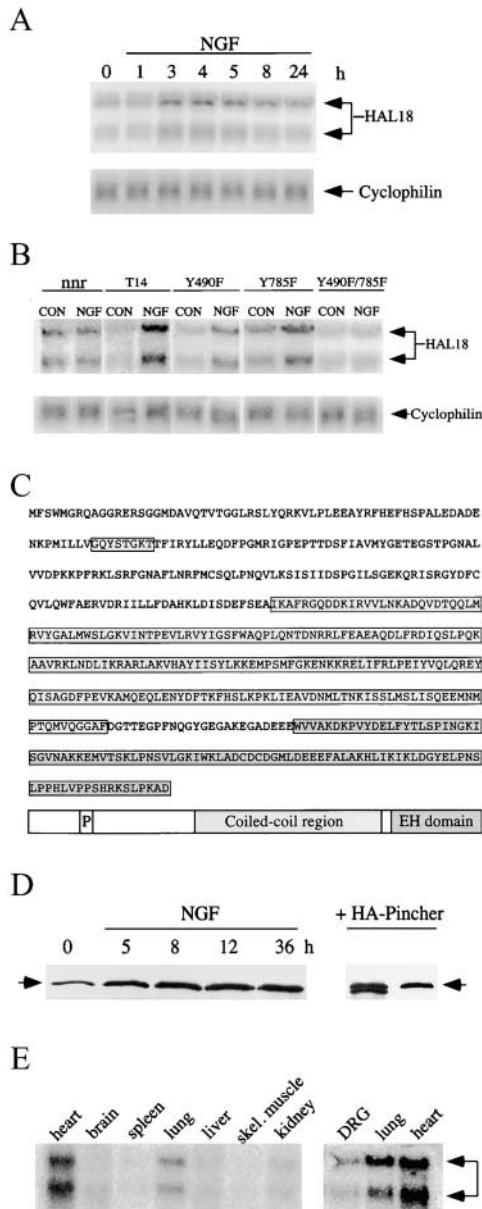 A
NGF
0 1 3 4 5 8 24 h
HAL18
Cyclophilin
B
nnr T14 Y490F Y785F Y490F/785F
CON NGF CON NGF CON NGF CON NGF CON NGF
HAL18
Cyclophilin
C
MFSWMGRQAGGRERSGGMDAVQTVTGGLRSLYQRKVLPLEEAYRFHEFHSPALEDADE
NKPMILLVGQYSTGKTTFIRYLLEQDFPGMRIGPEPTTDSFIAVMYGETEGSTPGNAL
VVDPKKPFRKLSRFGNAFLNRFMCSQLPNQVLKSISIIDSPGILSGEKQRISRGYDFC
QVLQWFAERVDRIILLFDAHKLDISDEFSEAIKAFRGQDDKIRVVLNKADQVDTQQLM
RVYGALMWSLGKVINTPEVLRVYIGSFWAQPLQNTDNRRLFEAEAQDLFRDIQSLPQK
AAVRKLNDLIKRARLAKVHAYIISYLKKEMPSMFGKENKKRELIFRLPEIYVQLQREY
QISAGDFPEVKAMQEQLENYDFTKFHSLKPKLIEAVDNMLTNKISSLMSLISQEEMNM
PTQMVQGGAFDGTTEGPFNQGYGEGAKEGADEEEWVVAKDKPVYDELFYTLSPINGKI
SGVNAKKEMVTSKLPNSVLGKIWKLADCDCDGMLDEEEFALAKHLIKIKLDGYELPNS
LPPHLVPPSHRKSLPKAD
P Coiled-coil region EH domain
D
NGF + HA-Pincher
0 5 8 12 36 h
E
heart brain spleen lung liver skel. muscle kidney DRG lung heart